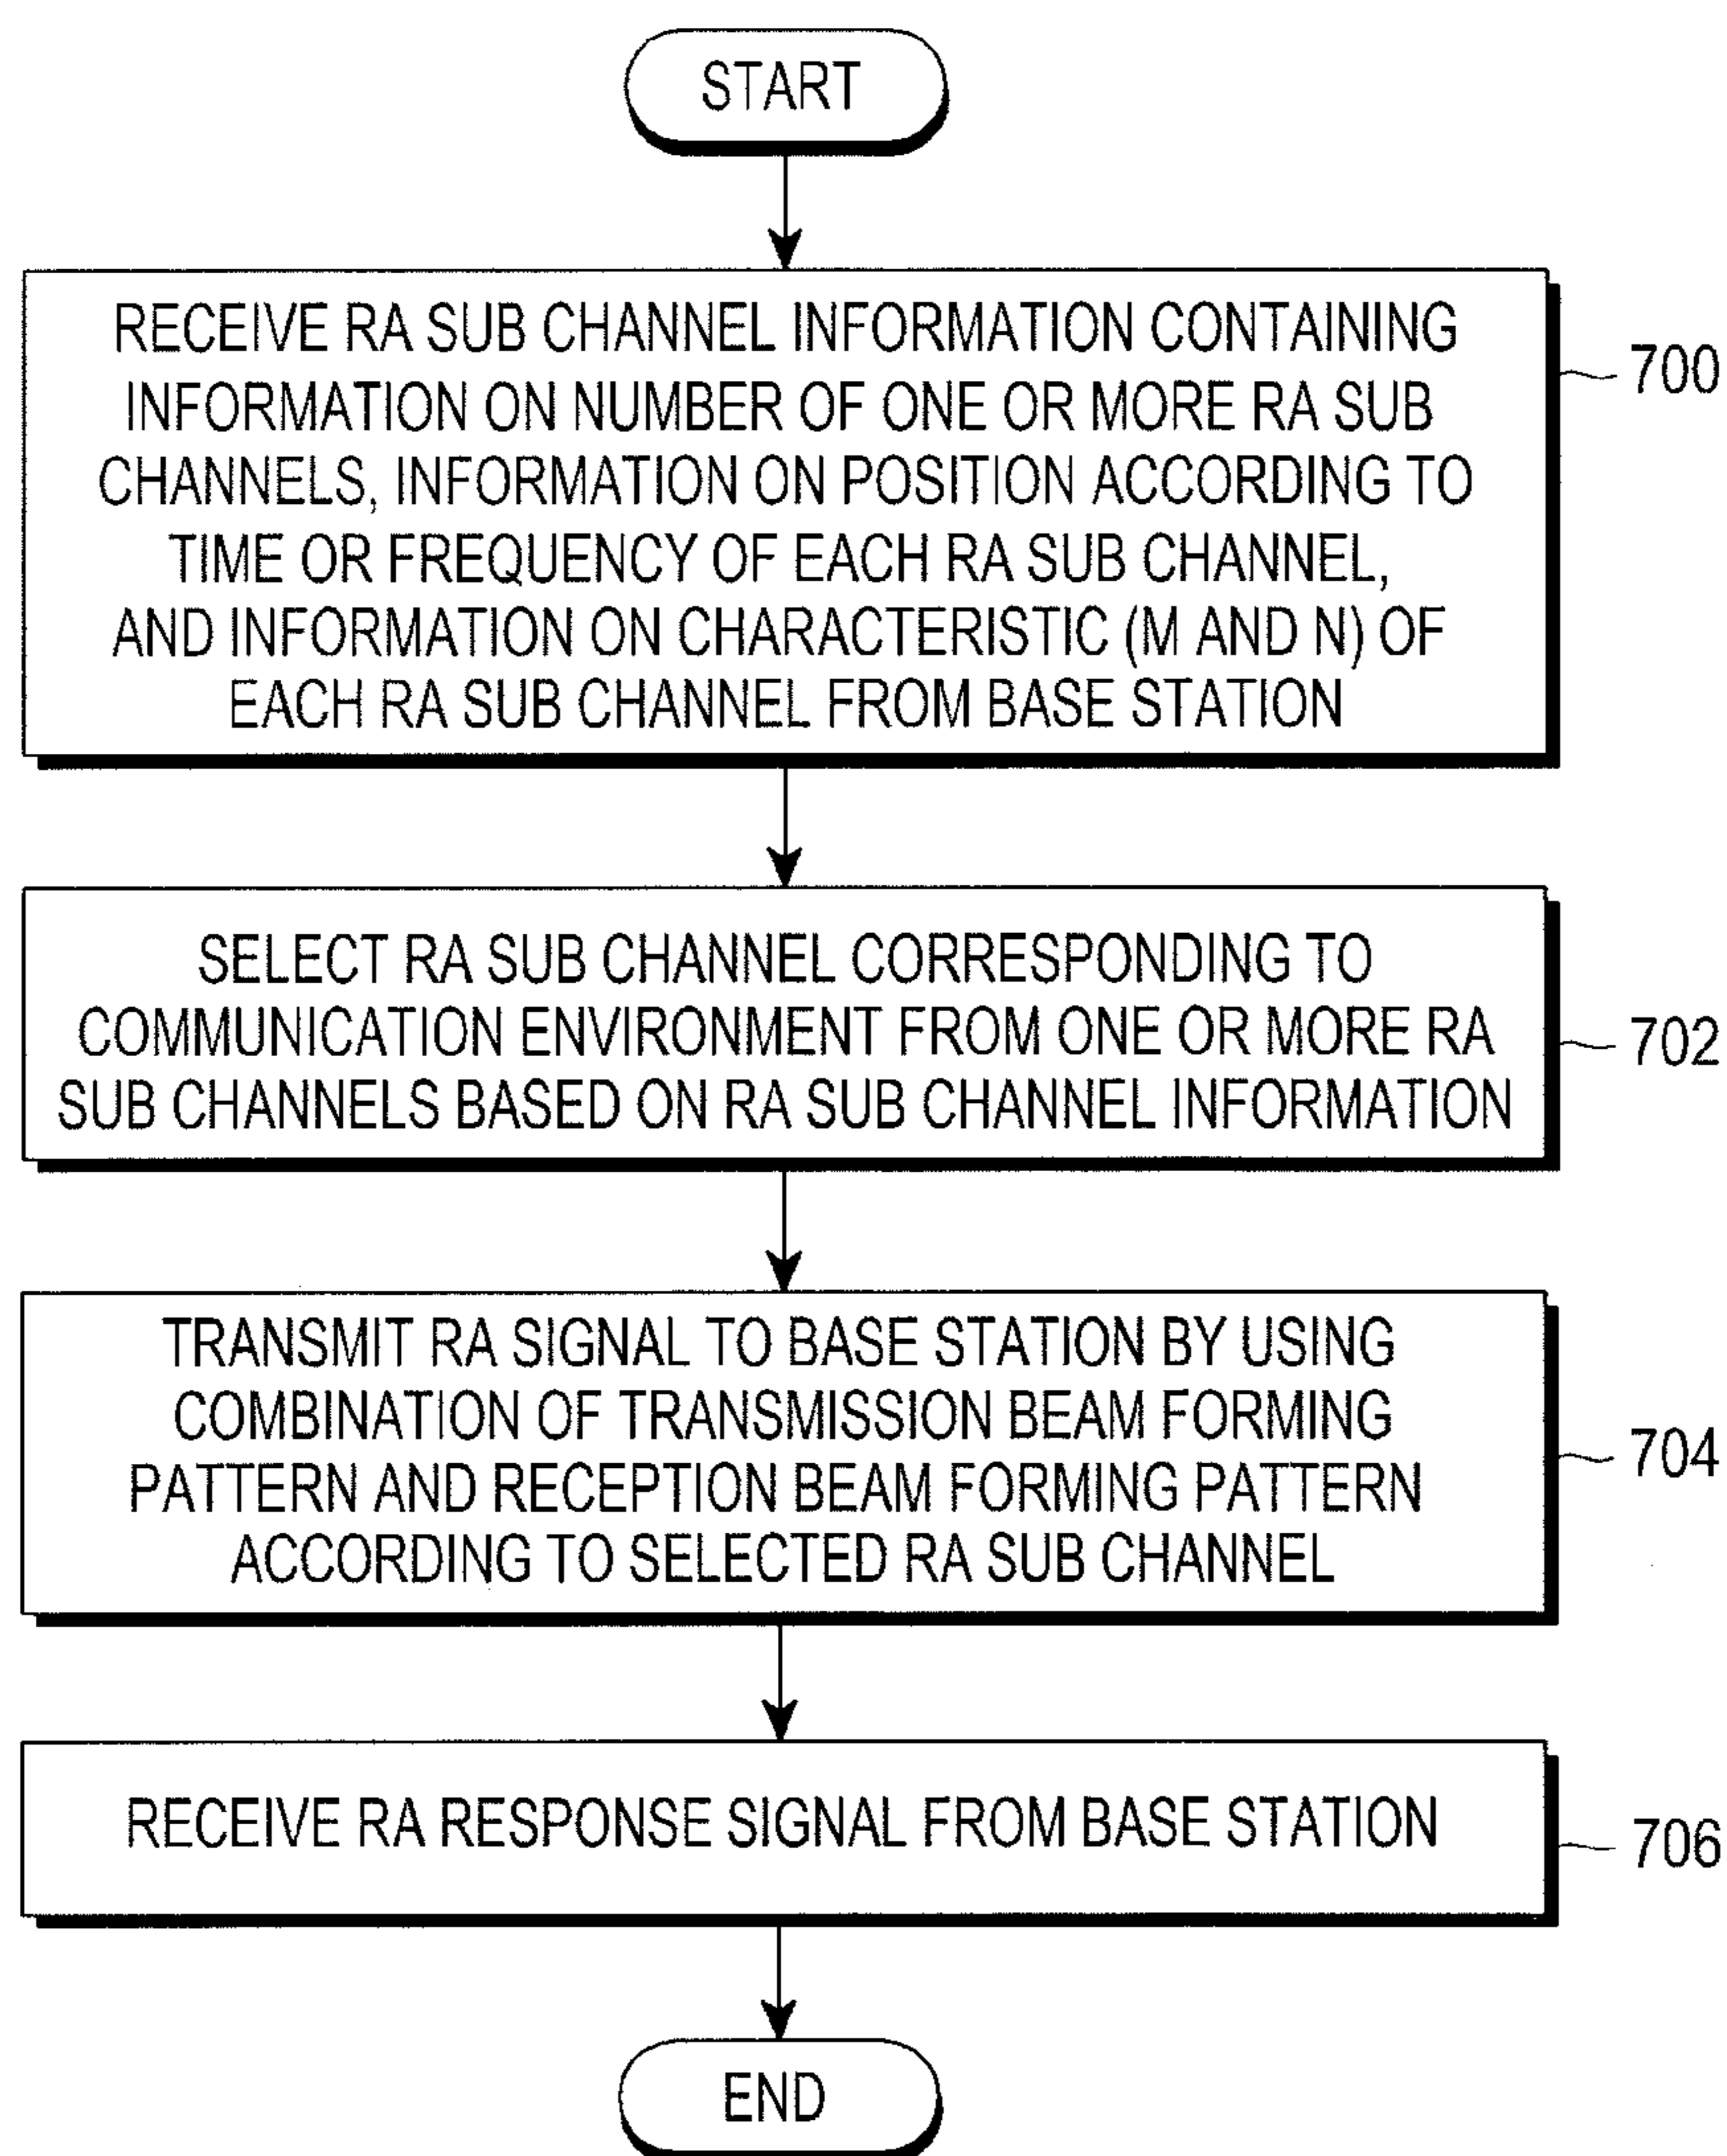 START
RECEIVE RA SUB CHANNEL INFORMATION CONTAINING
INFORMATION ON NUMBER OF ONE OR MORE RA SUB
CHANNELS, INFORMATION ON POSITION ACCORDING TO
TIME OR FREQUENCY OF EACH RA SUB CHANNEL,
AND INFORMATION ON CHARACTERISTIC (M AND N) OF
EACH RA SUB CHANNEL FROM BASE STATION
700
SELECT RA SUB CHANNEL CORRESPONDING TO
COMMUNICATION ENVIRONMENT FROM ONE OR MORE RA
SUB CHANNELS BASED ON RA SUB CHANNEL INFORMATION
702
TRANSMIT RA SIGNAL TO BASE STATION BY USING
COMBINATION OF TRANSMISSION BEAM FORMING
PATTERN AND RECEPTION BEAM FORMING PATTERN
ACCORDING TO SELECTED RA SUB CHANNEL
704
RECEIVE RA RESPONSE SIGNAL FROM BASE STATION
706
END